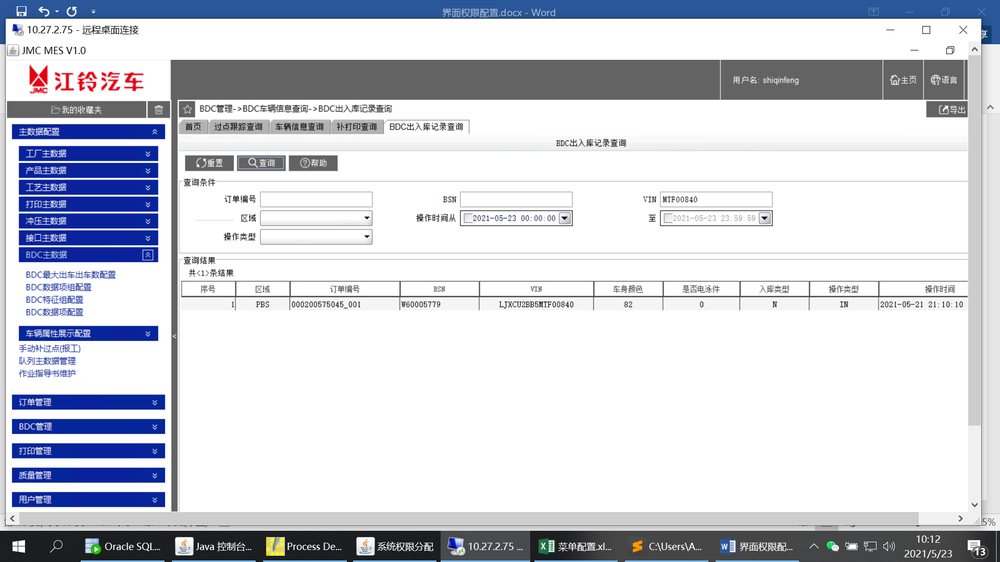 界面权限配置.docx - Word
10.27.2.75 - 远程桌面连接
享
JMC MES V1.0
JMC 江铃汽车
用户名: shiqinfeng
主页
语言
我的收藏夹
BDC管理->BDC车辆信息查询->BDC出入库记录查询
导出
首页 过点跟踪查询 车辆信息查询 补打印查询 BDC出入库记录查询
BDC出入库记录查询
重置 查询 帮助
查询条件
订单编号 BSN VIN MTF00840
区域 操作时间从 2021-05-23 00:00:00 至 2021-05-23 23:59:59
操作类型
查询结果
共<1>条结果
序号 区域 订单编号 BSN VIN 车身颜色 是否电泳件 入库类型 操作类型 操作时间
1 PBS 000200575045_001 W60005779 LJXCU2BB5MTF00840 82 0 N IN 2021-05-21 21:10:10
主数据配置
工厂主数据
产品主数据
工艺主数据
打印主数据
冲压主数据
接口主数据
BDC主数据
BDC最大出车出车数配置
BDC数据项组配置
BDC特征组配置
BDC数据项配置
车辆属性展示配置
手动补过点(报工)
队列主数据管理
作业指导书维护
订单管理
BDC管理
打印管理
质量管理
用户管理
<
5%
Oracle SQL...
Java 控制台...
Process De...
系统权限分配
10.27.2.75 ...
菜单配置.xl...
C:\Users\A...
界面权限配...
10:12
2021/5/23
13